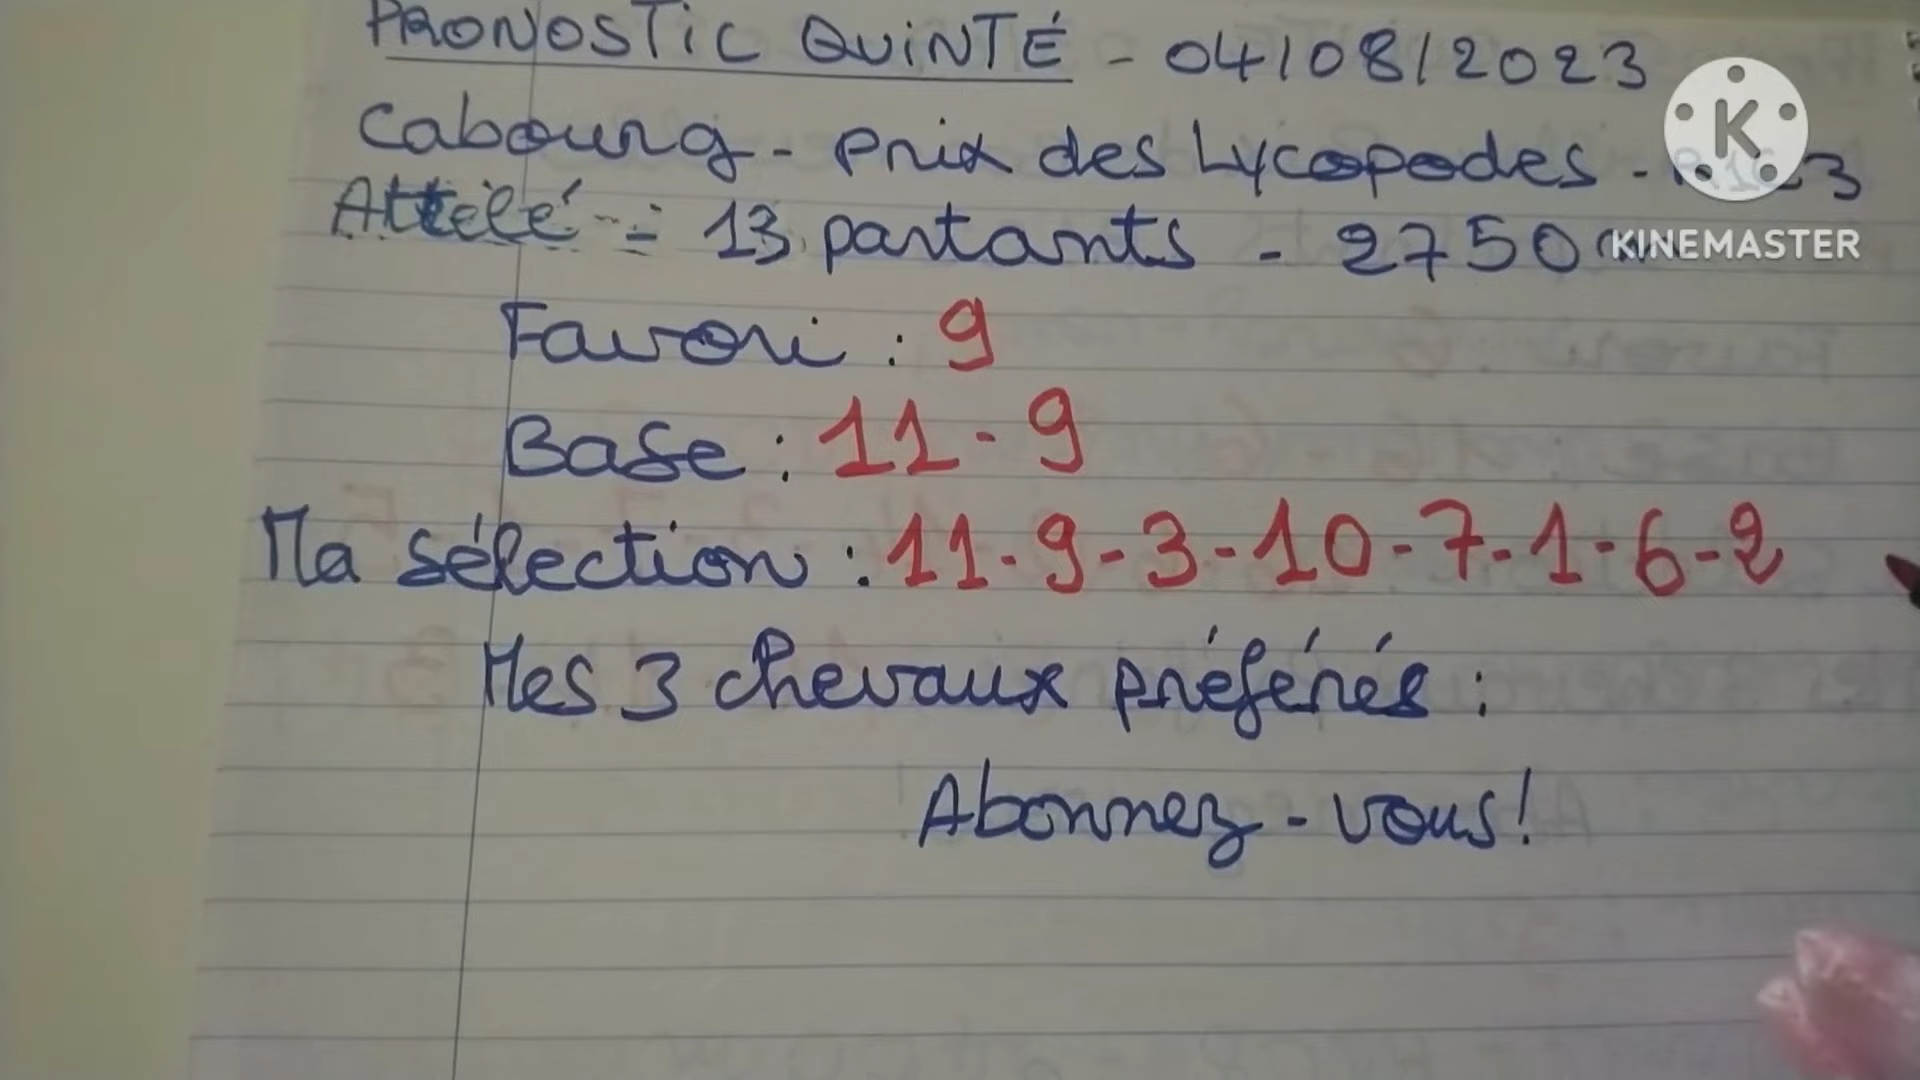 PRONOSTIC QUINTÉ - 04/08/2023
Cabourg - Prix des Lycopodes -
Attelé - 13 partants - 2750m
KINEMASTER
Favori : 9
Base : 11 - 9
Ma sélection : 11 - 9 - 3 - 10 - 7 - 1 - 6 - 2
Mes 3 chevaux préférés :
Abonnez - vous!